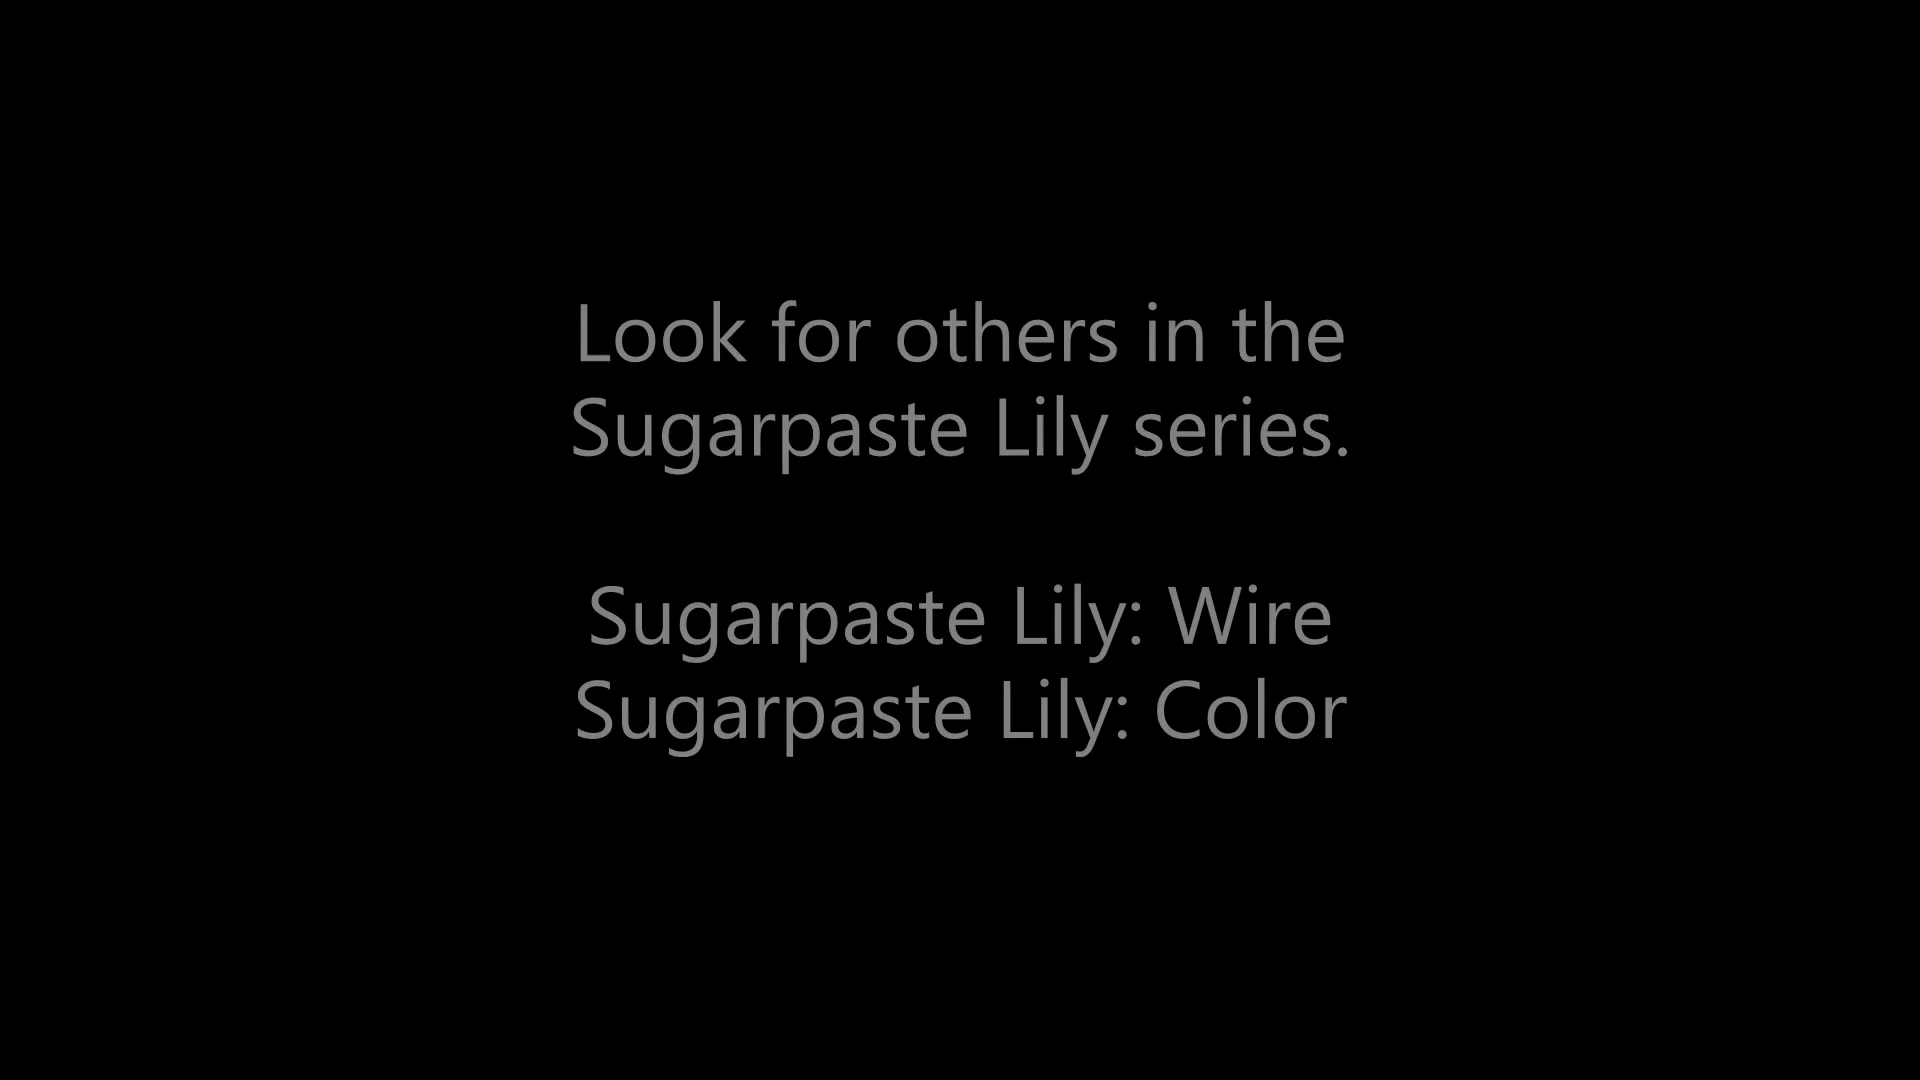 Look for others in the
Sugarpaste Lily series.
Sugarpaste Lily: Wire
Sugarpaste Lily: Color